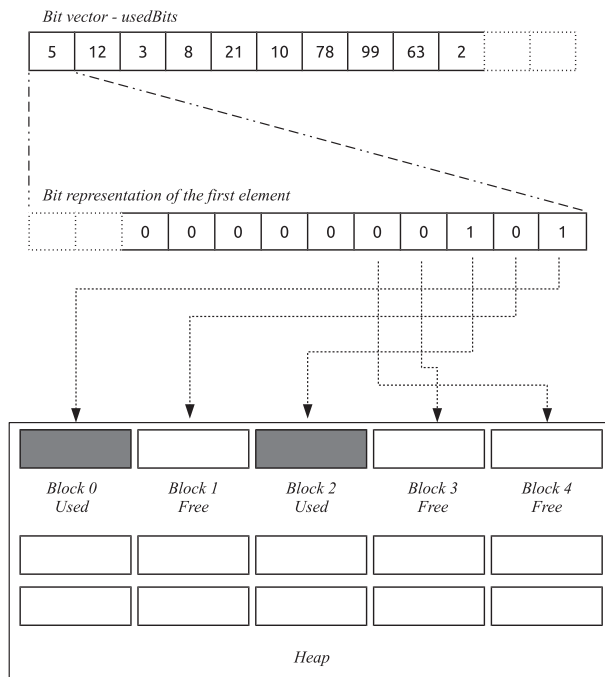 Bit vector - usedBits
5 12 3 8 21 10 78 99 63 2
Bit representation of the first element
0 0 0 0 0 0 0 1 0 1
Block 0 Block 1 Block 2 Block 3 Block 4
Used Free Used Free Free
Heap